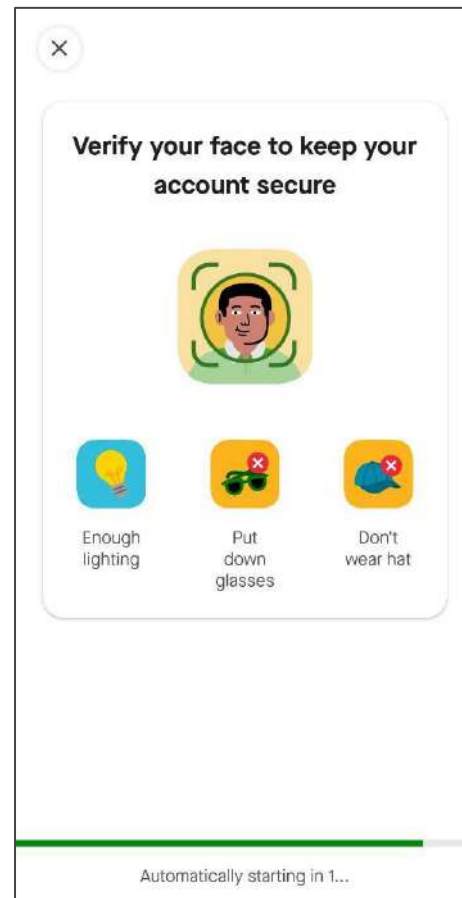 Verify your face to keep your
account secure
Enough
lighting
Put
down
glasses
Don't
wear hat
Automatically starting in 1...